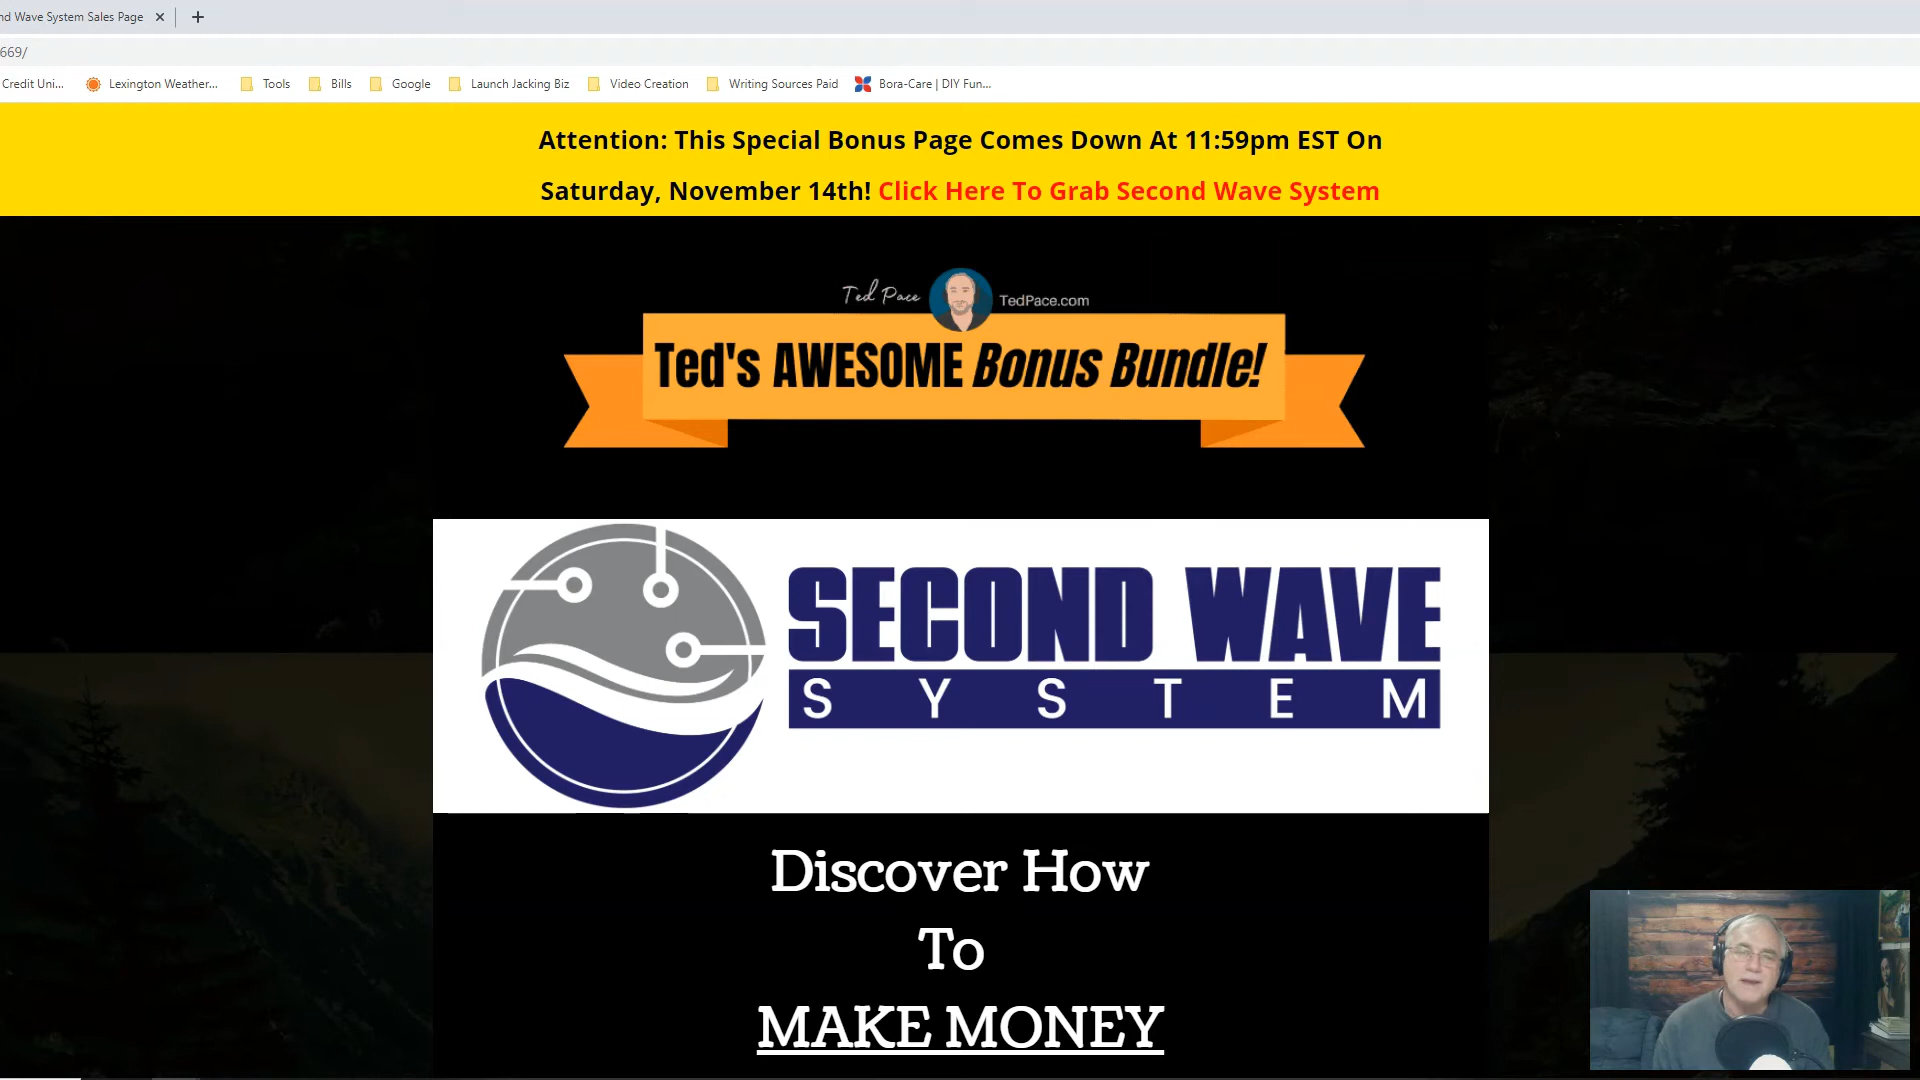 nd Wave System Sales Page
669/
Credit Uni...
Lexington Weather...
Tools
Bills
Google
Launch Jacking Biz
Video Creation
Writing Sources Paid
Bora-Care | DIY Fun...
Attention: This Special Bonus Page Comes Down At 11:59pm EST On
Saturday, November 14th! Click Here To Grab Second Wave System
Ted Pace
TedPace.com
Ted's AWESOME Bonus Bundle!
SECOND WAVE
SYSTEM
Discover How
To
MAKE MONEY